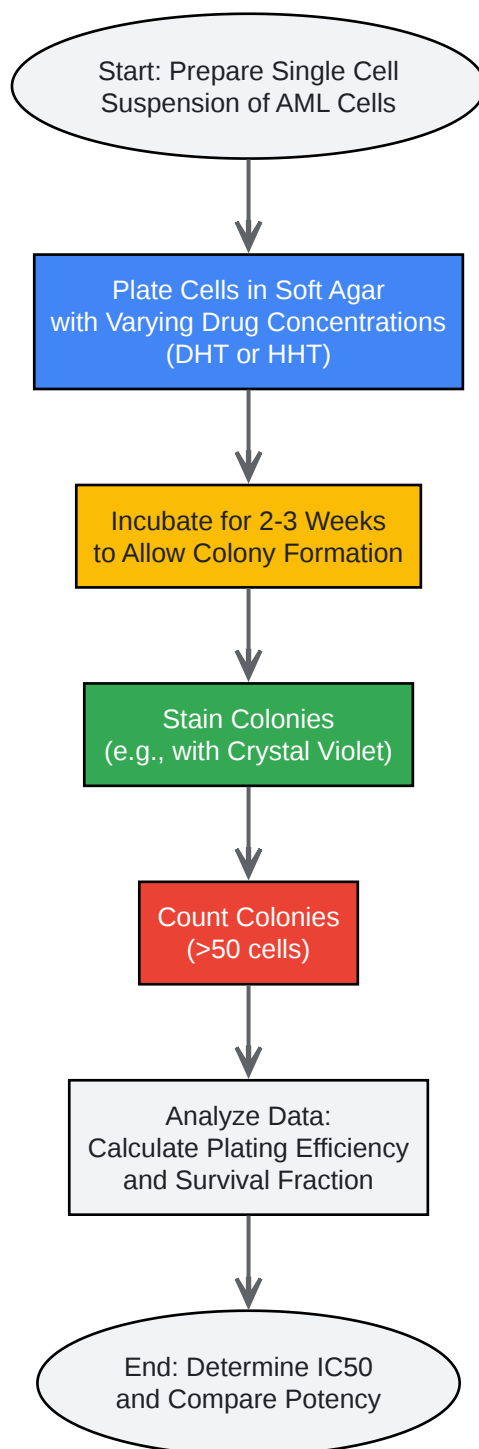 Start: Prepare Single Cell
Suspension of AML Cells
Plate Cells in Soft Agar
with Varying Drug Concentrations
(DHT or HHT)
Incubate for 2-3 Weeks
to Allow Colony Formation
Stain Colonies
(e.g., with Crystal Violet)
Count Colonies
(>50 cells)
Analyze Data:
Calculate Plating Efficiency
and Survival Fraction
End: Determine IC50
and Compare Potency